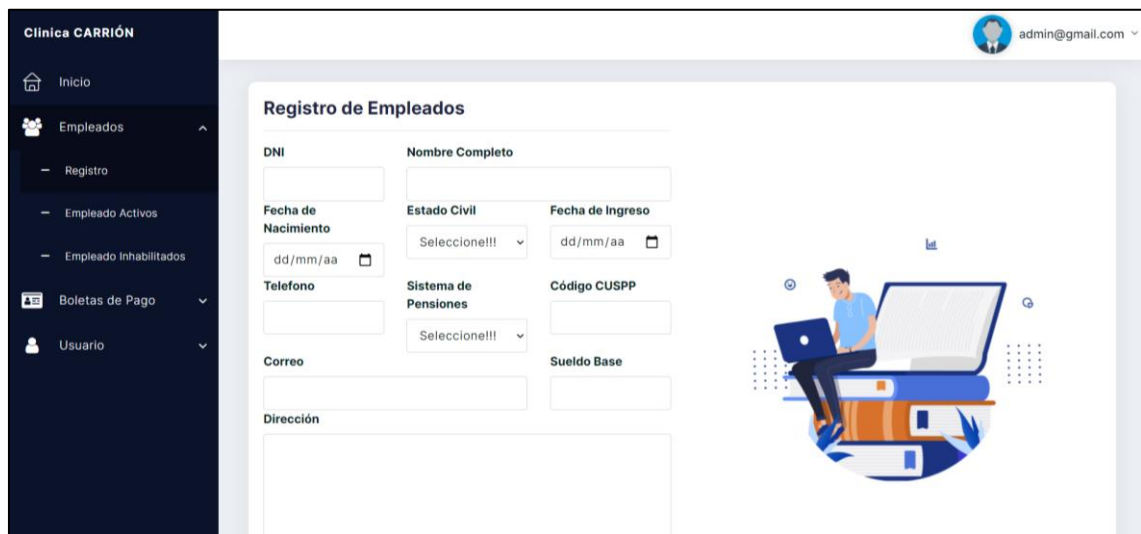 Clinica CARRIÓN
admin@gmail.com
Inicio
Empleados
Registro
Empleado Activos
Empleado Inhabilitados
Boletas de Pago
Usuario
Registro de Empleados
DNI
Nombre Completo
Fecha de
Nacimiento
dd/mm/aa
Estado Civil
Seleccione!!!
Fecha de Ingreso
dd/mm/aa
Telefono
Sistema de
Pensiones
Seleccione!!!
Código CUSPP
Correo
Sueldo Base
Dirección